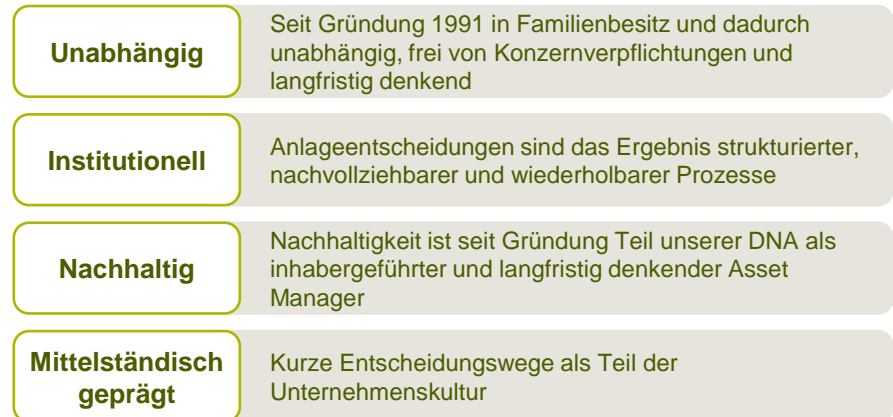 Unabhängig
Seit Gründung 1991 in Familienbesitz und dadurch
unabhängig, frei von Konzernverpflichtungen und
langfristig denkend
Institutionell
Anlageentscheidungen sind das Ergebnis strukturierter,
nachvollziehbarer und wiederholbarer Prozesse
Nachhaltig
Nachhaltigkeit ist seit Gründung Teil unserer DNA als
inhabergeführter und langfristig denkender Asset
Manager
Mittelständisch
geprägt
Kurze Entscheidungswege als Teil der
Unternehmenskultur